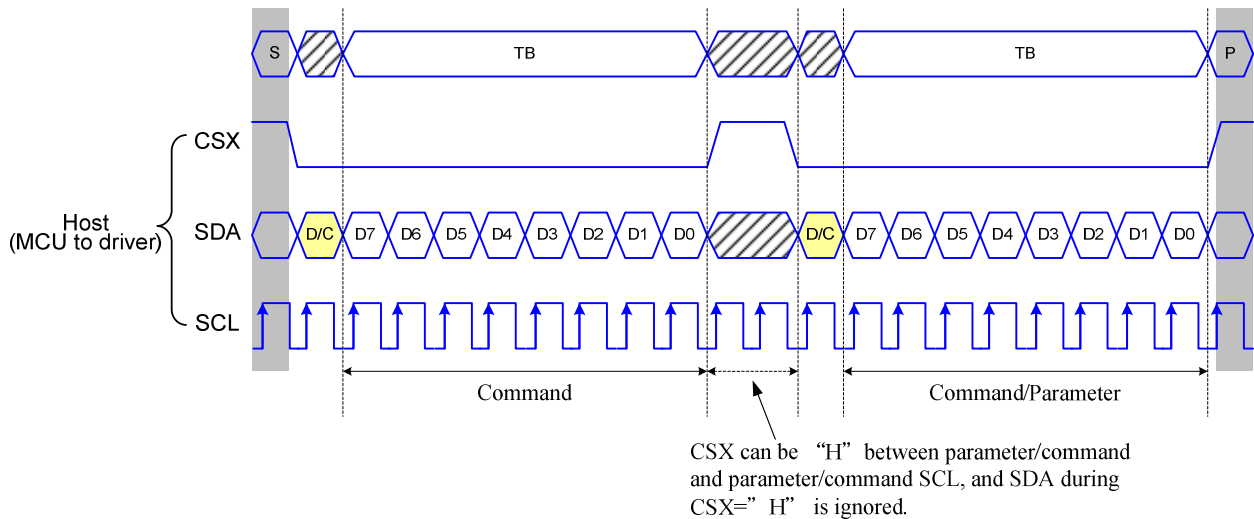 S TB TB P
CSX
Host
(MCU to driver)
SDA D/C D7 D6 D5 D4 D3 D2 D1 D0 D/C D7 D6 D5 D4 D3 D2 D1 D0
SCL
Command Command/Parameter
CSX can be “H” between parameter/command
and parameter/command SCL, and SDA during
CSX=”H” is ignored.